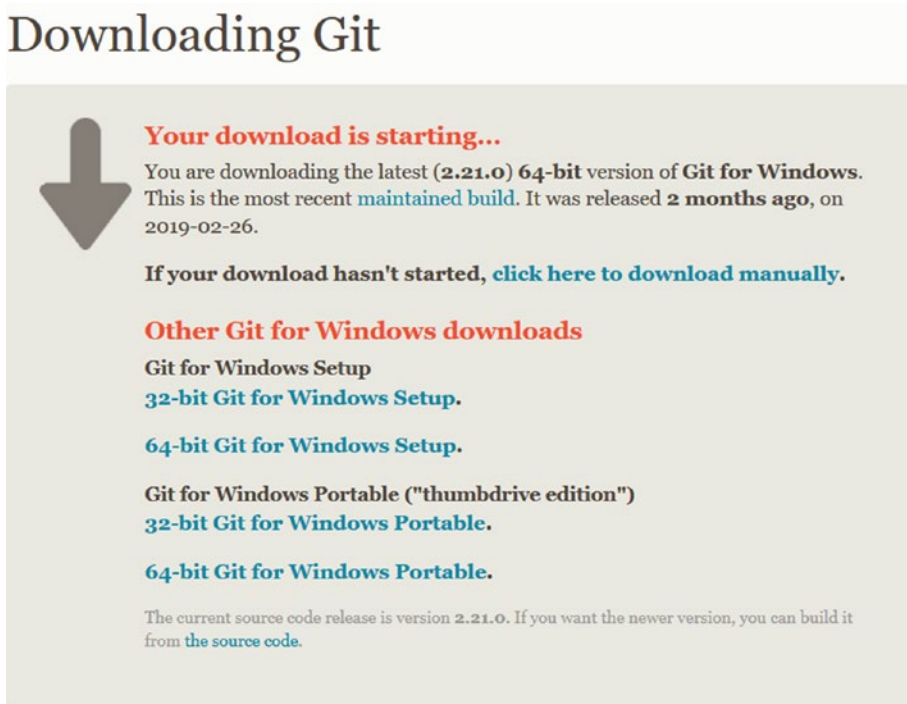 Downloading Git
Your download is starting...
You are downloading the latest (2.21.0) 64-bit version of Git for Windows.
This is the most recent maintained build. It was released 2 months ago, on
2019-02-26.
If your download hasn't started, click here to download manually.
Other Git for Windows downloads
Git for Windows Setup
32-bit Git for Windows Setup.
64-bit Git for Windows Setup.
Git for Windows Portable ("thumbdrive edition")
32-bit Git for Windows Portable.
64-bit Git for Windows Portable.
The current source code release is version 2.21.0. If you want the newer version, you can build it
from the source code.